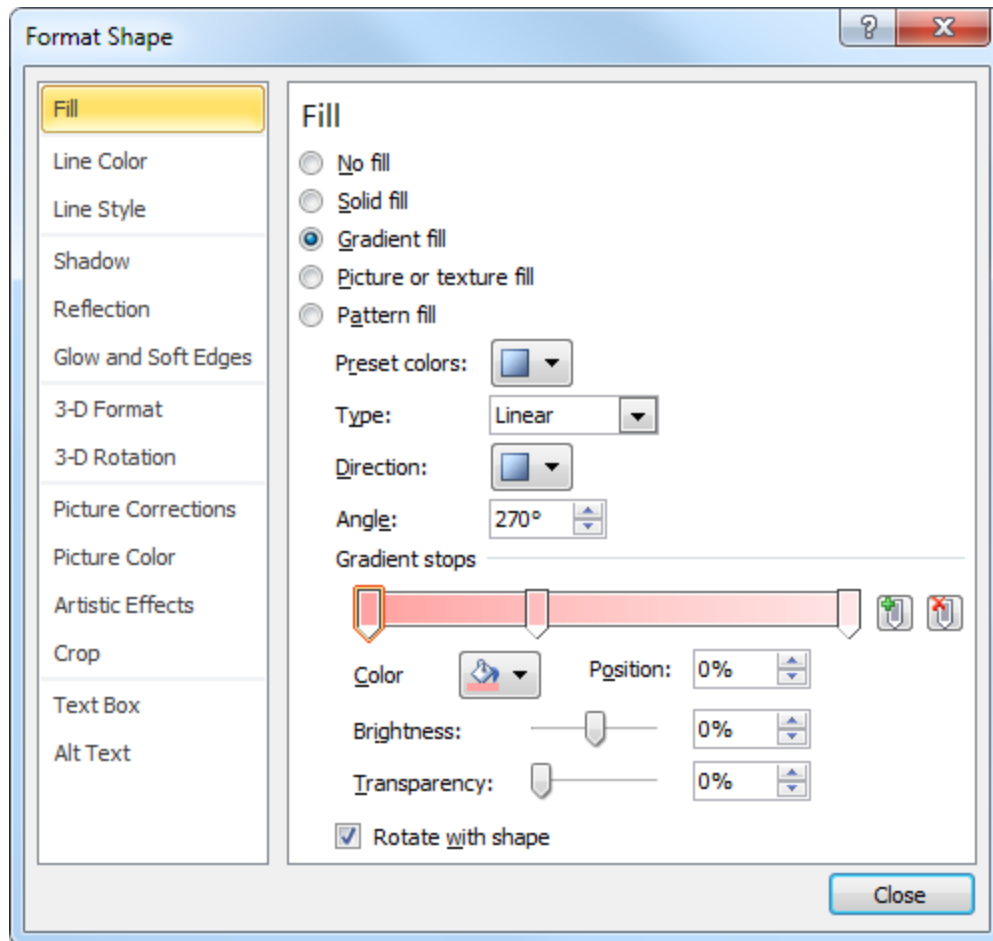 Format Shape
?
Fill
Line Color
Line Style
Shadow
Reflection
Glow and Soft Edges
3-D Format
3-D Rotation
Picture Corrections
Picture Color
Artistic Effects
Crop
Text Box
Alt Text
Fill
No fill
Solid fill
Gradient fill
Picture or texture fill
Pattern fill
Preset colors:
Type: Linear
Direction:
Angle: 270°
Gradient stops
Color Position: 0%
Brightness: 0%
Transparency: 0%
Rotate with shape
Close